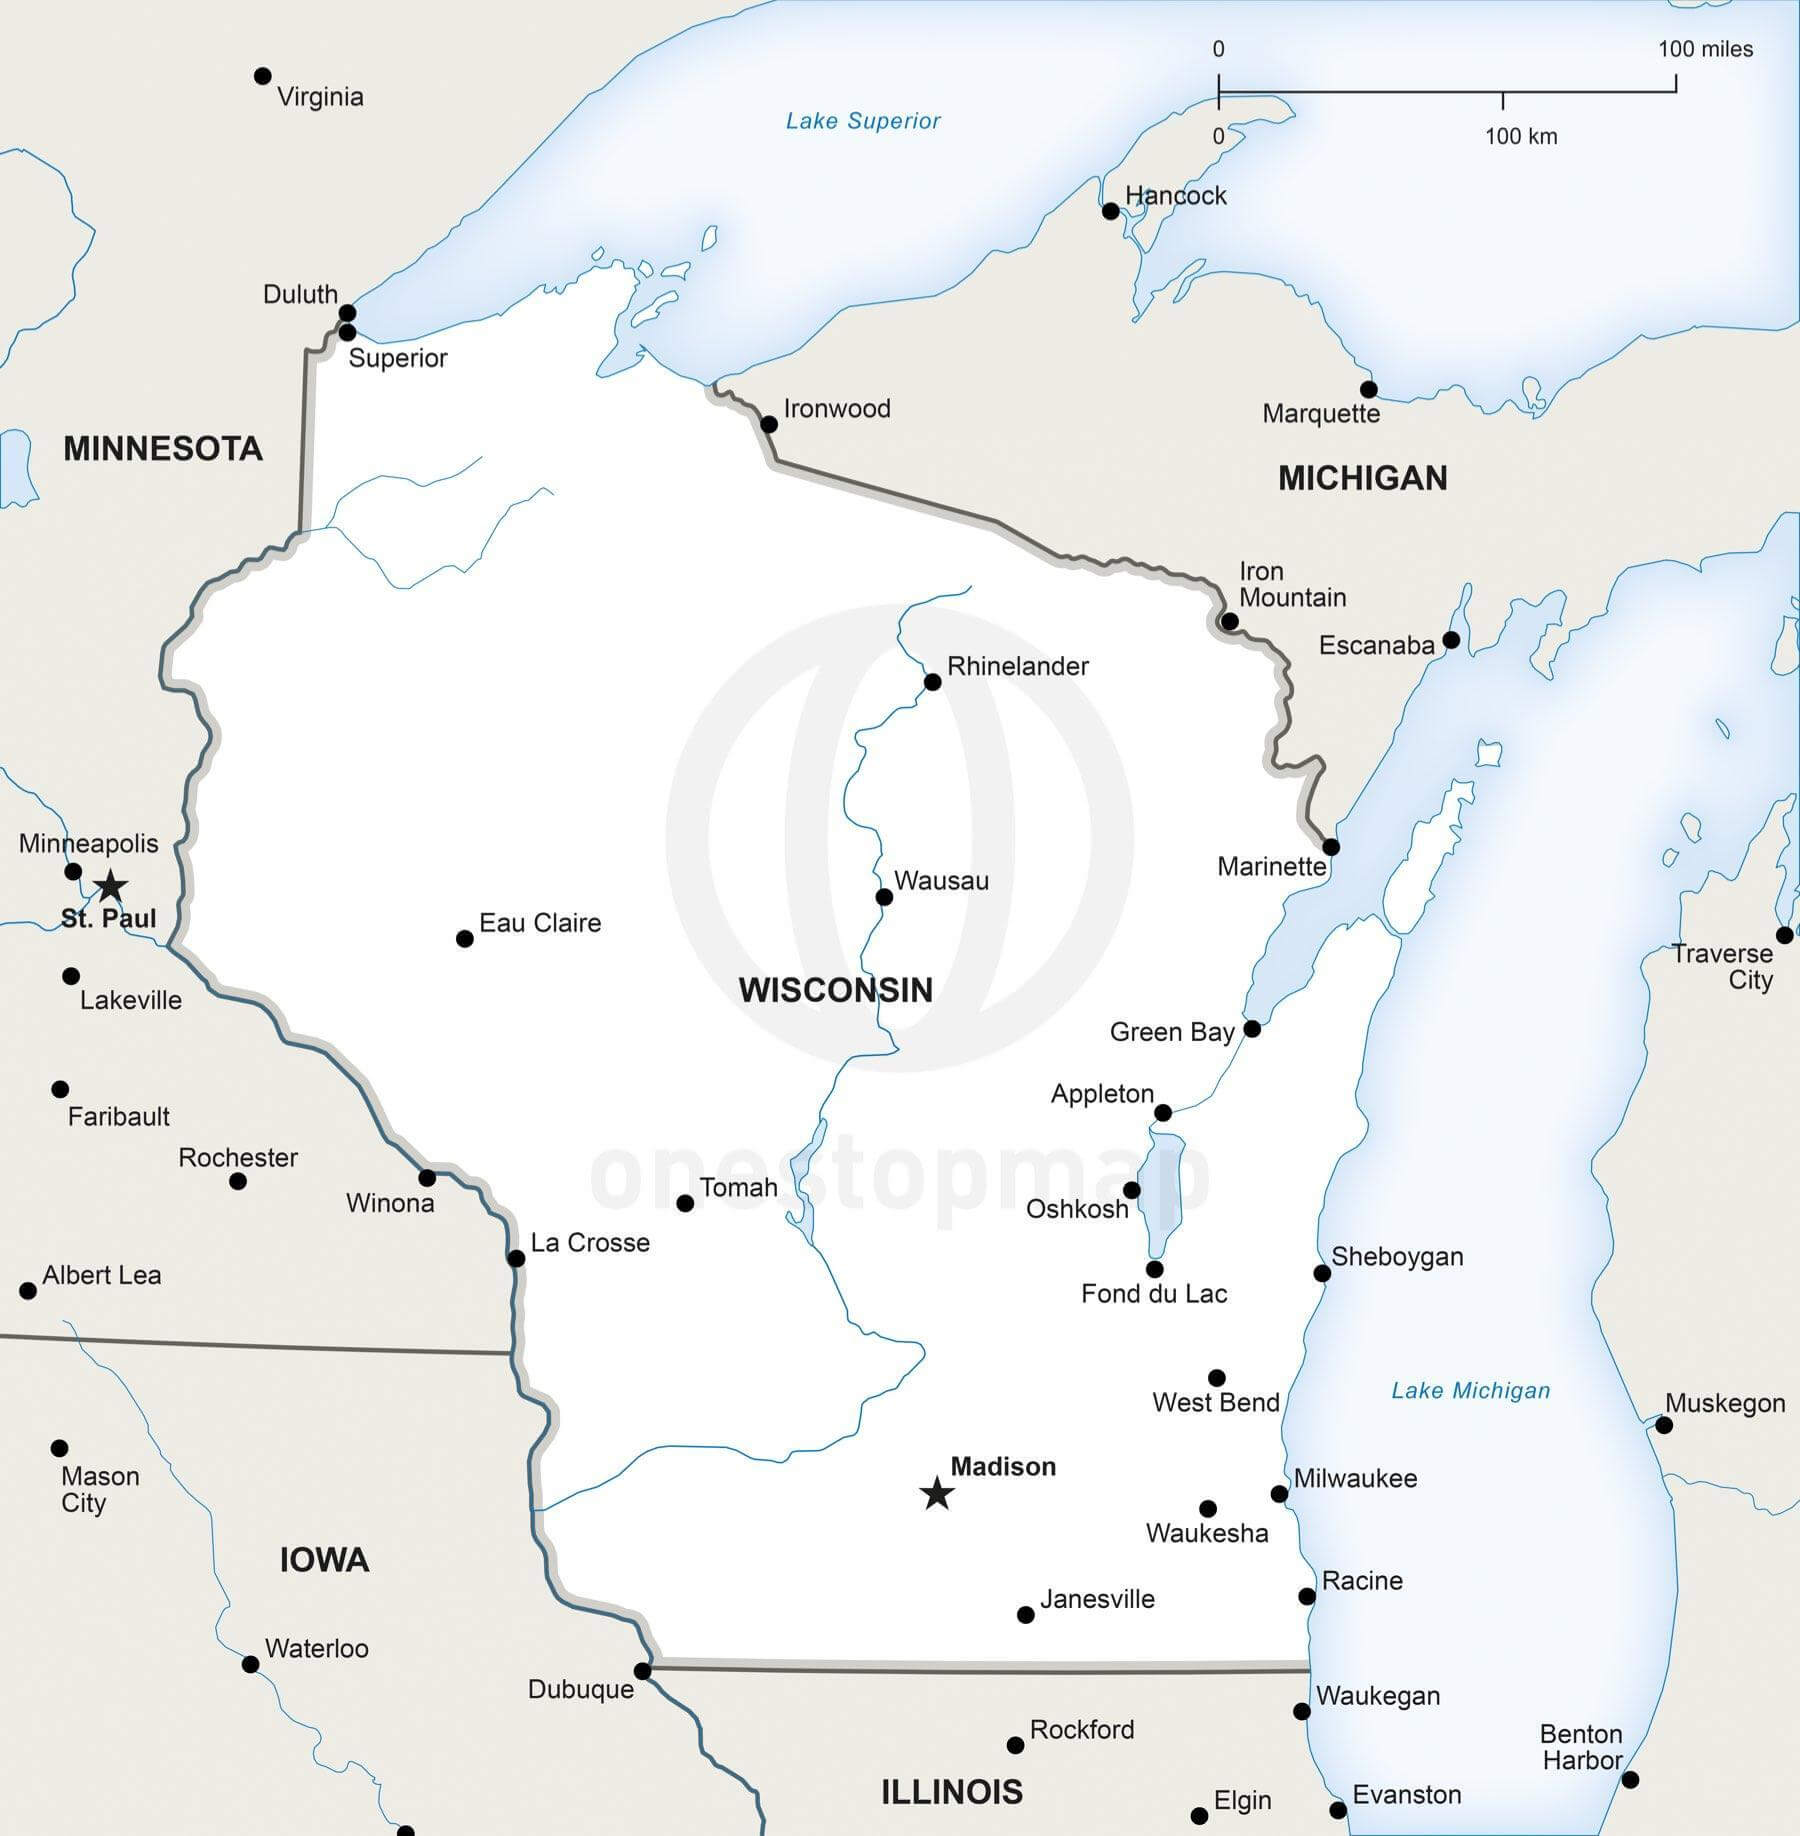 0
100 miles
Virginia
Lake Superior
0
100 km
Hancock
Duluth
Superior
Ironwood
Marquette
MINNESOTA
MICHIGAN
Iron
Mountain
Escanaba
Rhinelander
Minneapolis
St. Paul
Marinette
Wausau
Eau Claire
Traverse
City
Lakeville
WISCONSIN
Green Bay
Appleton
Faribault
Rochester
onestopmap
Tomah
Winona
Oshkosh
La Crosse
Sheboygan
Albert Lea
Fond du Lac
Lake Michigan
West Bend
Muskegon
Mason
City
Madison
Milwaukee
Waukesha
IOWA
Racine
Janesville
Waterloo
Dubuque
Waukegan
Rockford
Benton
Harbor
ILLINOIS
Elgin
Evanston